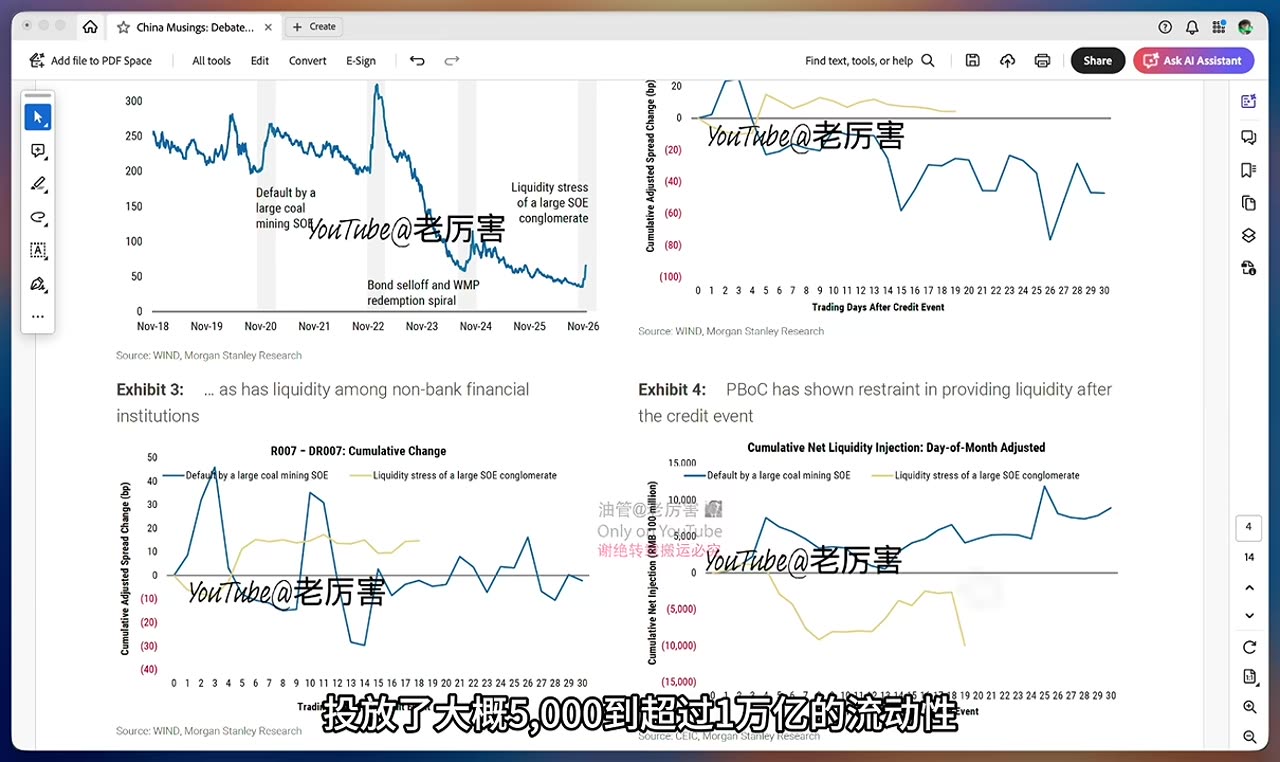 China Musings: Debate...
Create
Add file to PDF Space
All tools
Edit
Convert
E-Sign
Find text, tools, or help
Share
Ask AI Assistant
300
250
200
150
100
50
0
Default by a
large coal
mining SOE
Liquidity stress
of a large SOE
conglomerate
Bond selloff and WMP
redemption spiral
Nov-18 Nov-19 Nov-20 Nov-21 Nov-22 Nov-23 Nov-24 Nov-25 Nov-26
Source: WIND, Morgan Stanley Research
YouTube@老厉害
Cumulative Adjusted Spread Change (bp)
20
0
(20)
(40)
(60)
(80)
(100)
YouTube@老厉害
0 1 2 3 4 5 6 7 8 9 10 11 12 13 14 15 16 17 18 19 20 21 22 23 24 25 26 27 28 29 30
Trading Days After Credit Event
Source: WIND, Morgan Stanley Research
Exhibit 3: ... as has liquidity among non-bank financial
institutions
R007 – DR007: Cumulative Change
Default by a large coal mining SOE
Liquidity stress of a large SOE conglomerate
Cumulative Adjusted Spread Change (bp)
50
40
30
20
10
0
(10)
(20)
(30)
(40)
YouTube@老厉害
0 1 2 3 4 5 6 7 8 9 10 11 12 13 14 15 16 17 18 19 20 21 22 23 24 25 26 27 28 29 30
Source: WIND, Morgan Stanley Research
Exhibit 4: PBoC has shown restraint in providing liquidity after
the credit event
Cumulative Net Liquidity Injection: Day-of-Month Adjusted
Default by a large coal mining SOE
Liquidity stress of a large SOE conglomerate
Cumulative Net Injection (RMB 100 million)
15,000
10,000
5,000
0
(5,000)
(10,000)
(15,000)
油管@老厉害
Only on YouTube
谢绝转载搬运必究
YouTube@老厉害
19 20 21 22 23 24 25 26 27 28 29 30
Event
Source: CEIC, Morgan Stanley Research
4
14
投放了大概5,000到超过1万亿的流动性